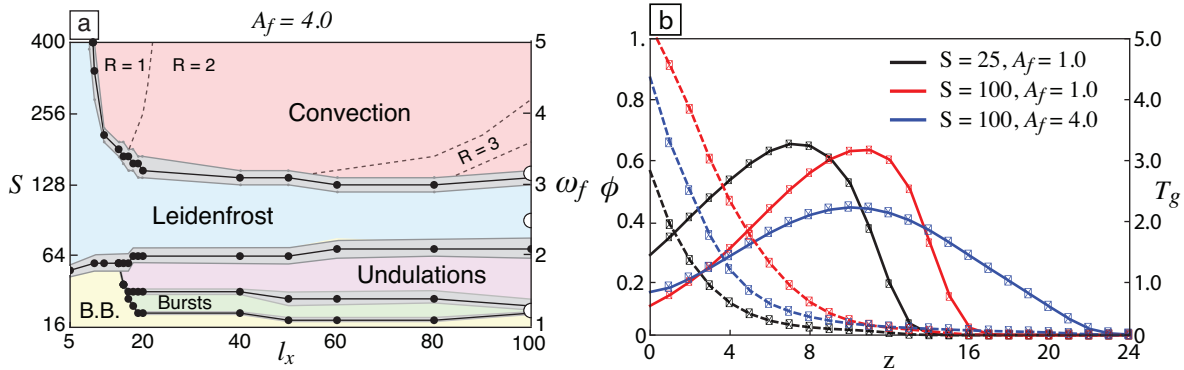 a
A_f = 4.0
400
256
128
64
16
S
5
20
40
60
80
100
l_x
5
4
3
2
1
ω_f
R = 1
R = 2
R = 3
Convection
Leidenfrost
Undulations
Bursts
B.B.
b
1.
0.8
0.6
0.4
0.2
0
ϕ
0
4
8
12
16
20
24
z
5.0
4.0
3.0
2.0
1.0
0
T_g
S = 25, A_f = 1.0
S = 100, A_f = 1.0
S = 100, A_f = 4.0